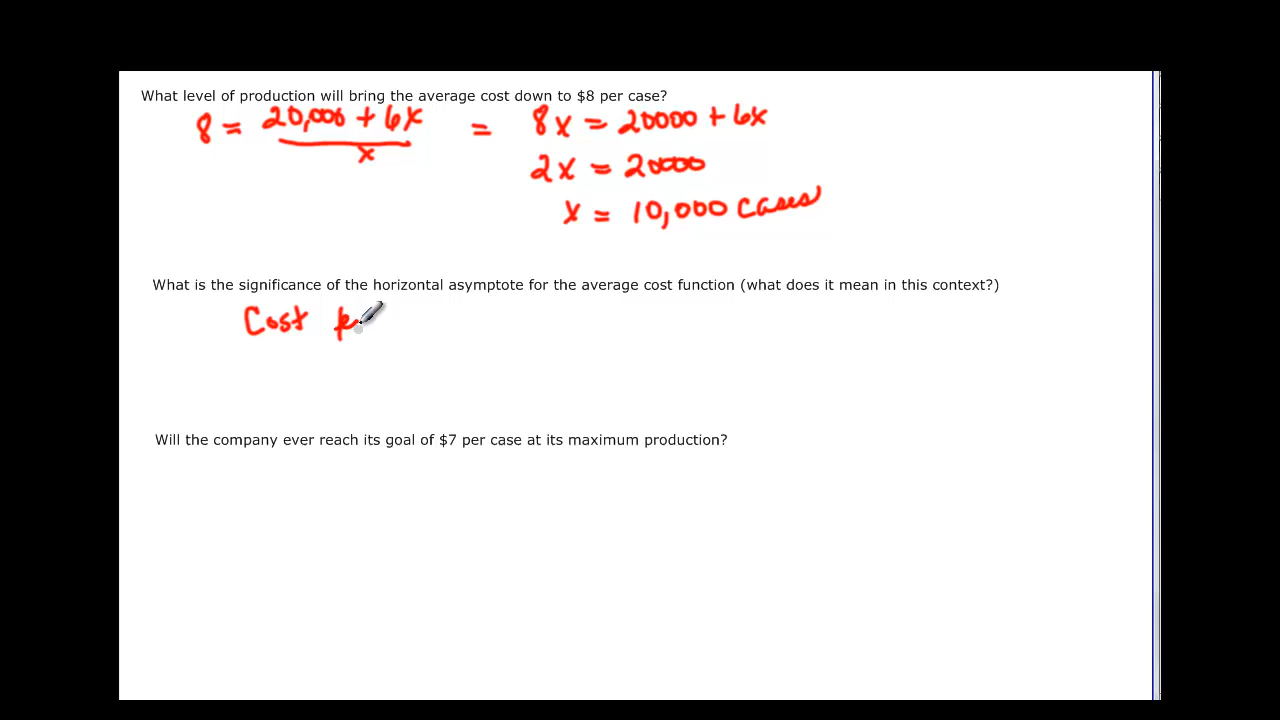 What level of production will bring the average cost down to $8 per case?
8 = 20,000 + 6x = 8x = 20000 + 6x
x
2x = 20000
x = 10,000 cases
What is the significance of the horizontal asymptote for the average cost function (what does it mean in this context?)
Cost
Will the company ever reach its goal of $7 per case at its maximum production?